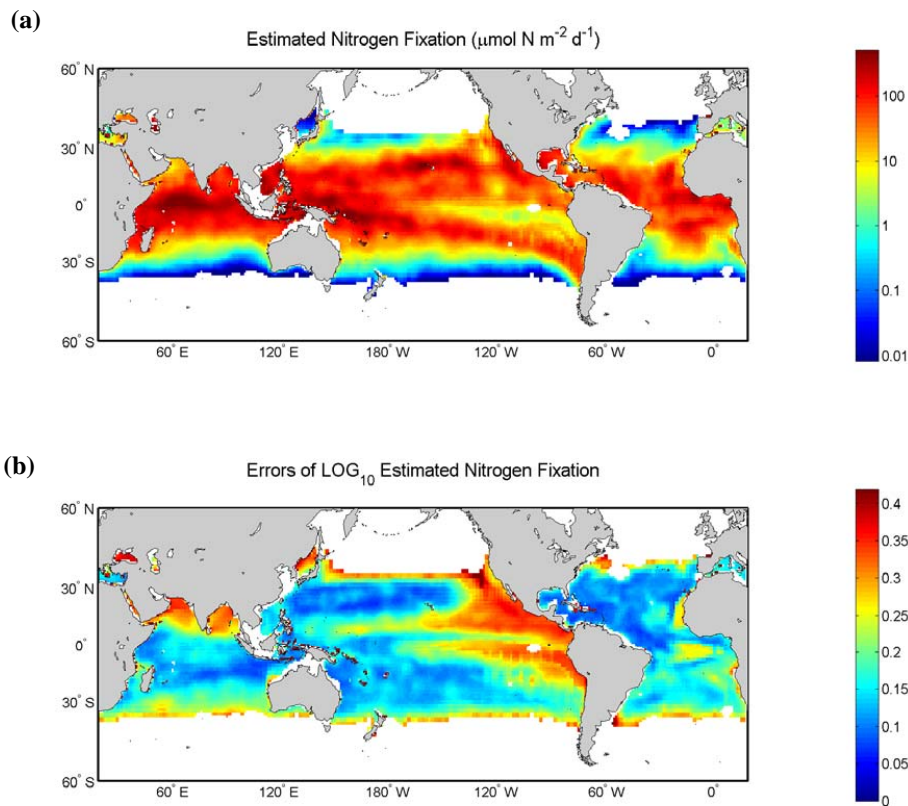 (a)
Estimated Nitrogen Fixation (μmol N m⁻² d⁻¹)
60° N
30° N
0°
30° S
60° S
60° E
120° E
180° W
120° W
60° W
0°
100
10
1
0.1
0.01
(b)
Errors of LOG₁₀ Estimated Nitrogen Fixation
60° N
30° N
0°
30° S
60° S
60° E
120° E
180° W
120° W
60° W
0°
0.4
0.35
0.3
0.25
0.2
0.15
0.1
0.05
0